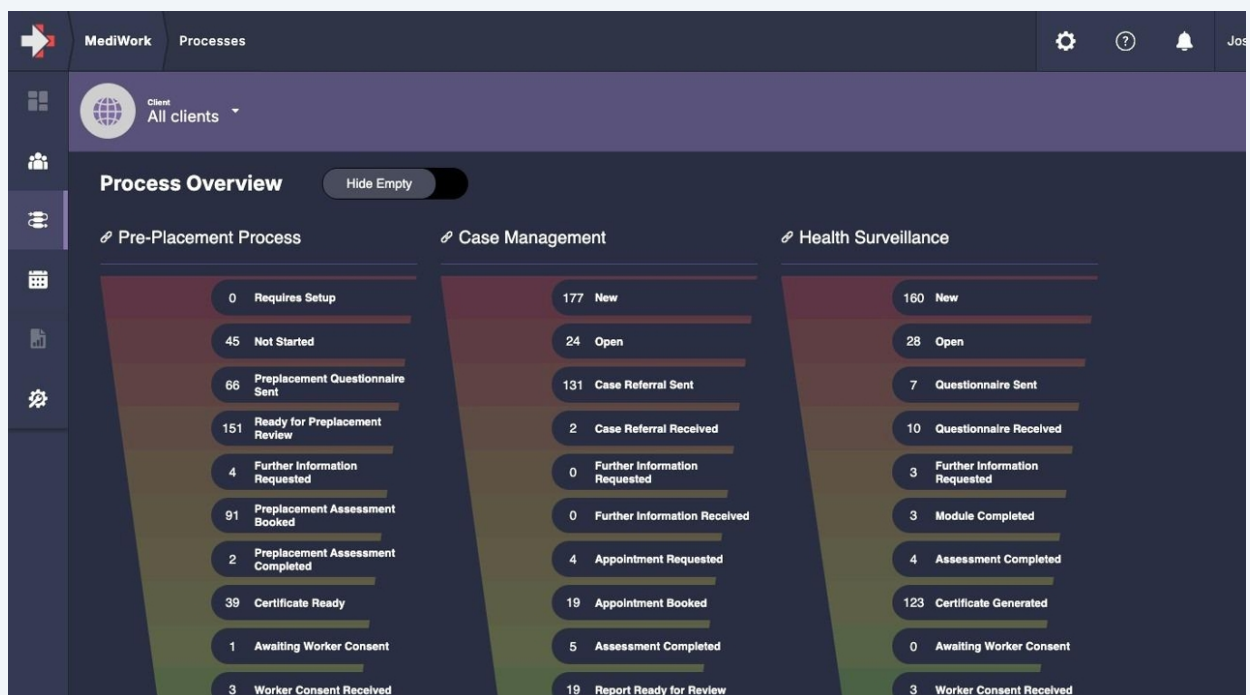 MediWork Processes
Client
All clients
Process Overview
Hide Empty
Pre-Placement Process
0 Requires Setup
45 Not Started
66 Preplacement Questionnaire
Sent
151 Ready for Preplacement
Review
4 Further Information
Requested
91 Preplacement Assessment
Booked
2 Preplacement Assessment
Completed
39 Certificate Ready
1 Awaiting Worker Consent
3 Worker Consent Received
Case Management
177 New
24 Open
131 Case Referral Sent
2 Case Referral Received
0 Further Information
Requested
0 Further Information Received
4 Appointment Requested
19 Appointment Booked
5 Assessment Completed
19 Report Ready for Review
Health Surveillance
160 New
28 Open
7 Questionnaire Sent
10 Questionnaire Received
3 Further Information
Requested
3 Module Completed
4 Assessment Completed
123 Certificate Generated
0 Awaiting Worker Consent
3 Worker Consent Received